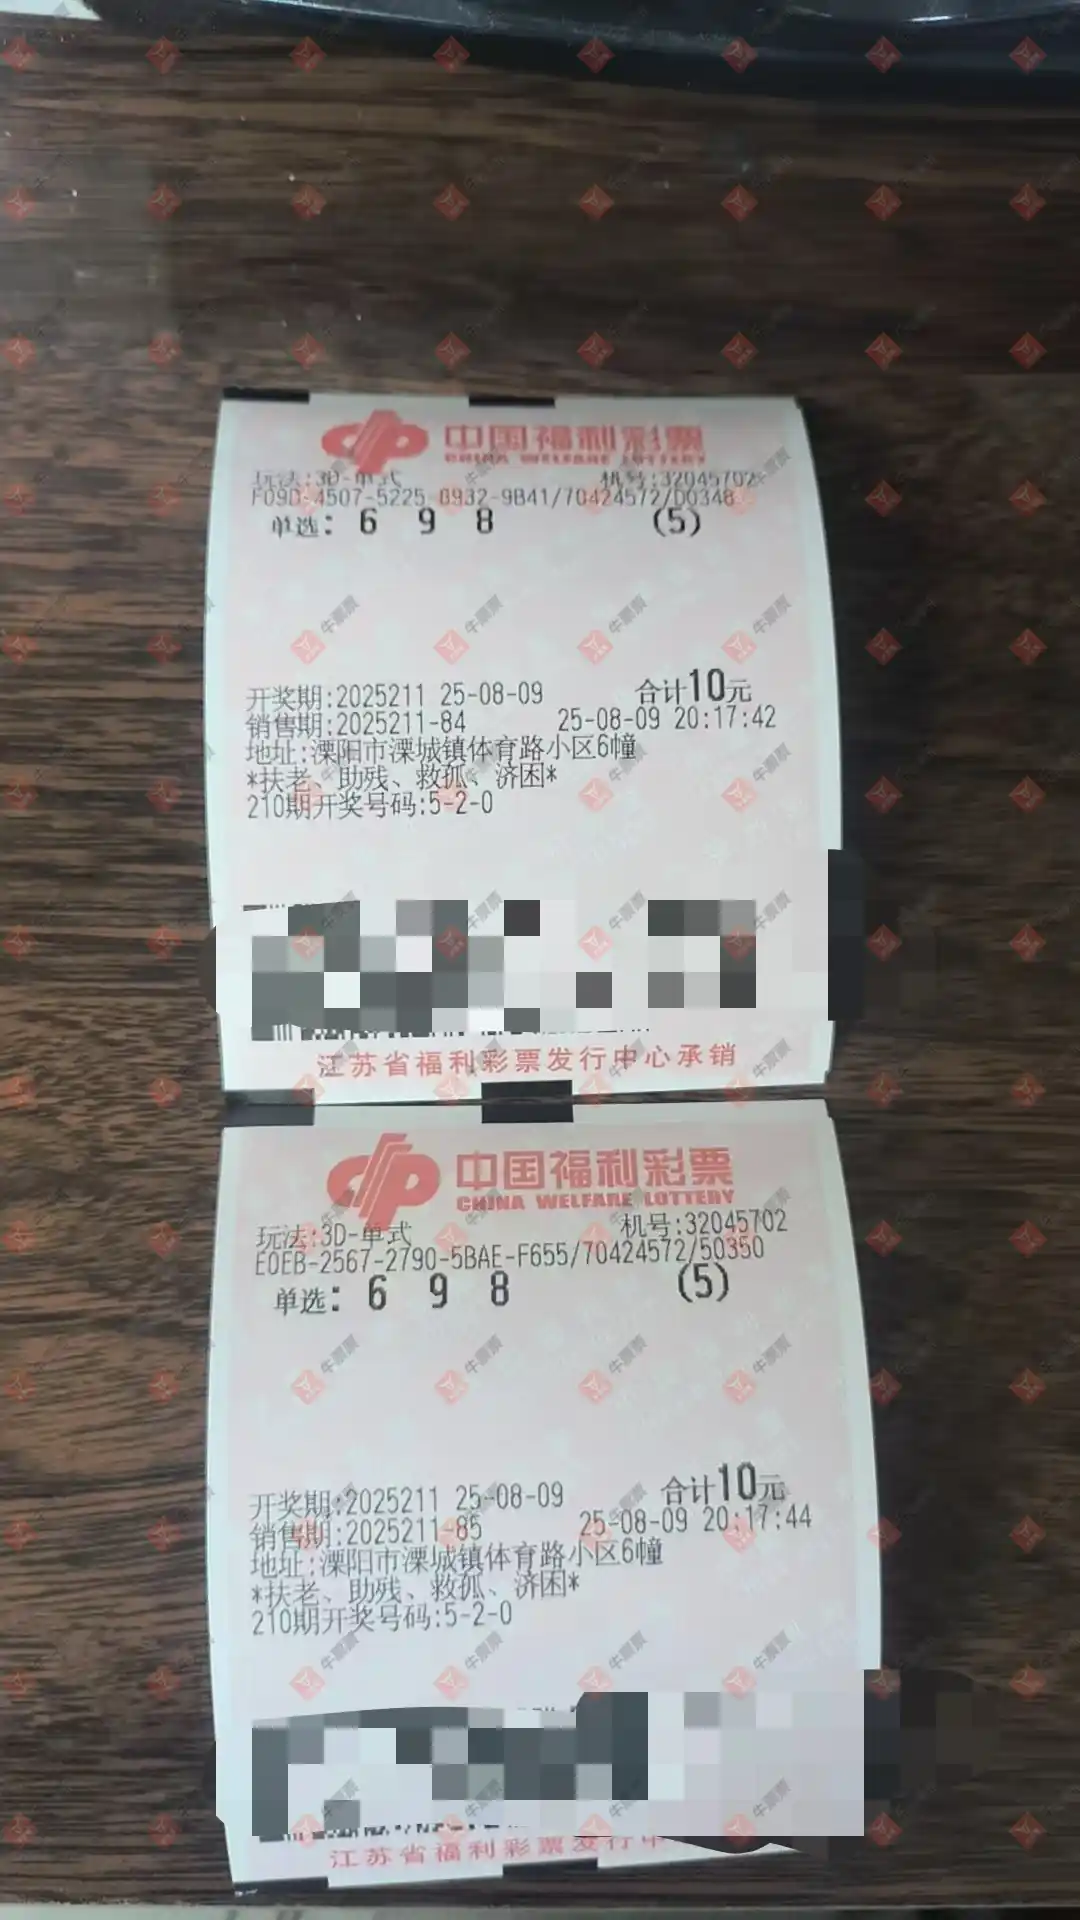 中国福利彩票
CHINA WELFARE LOTTERY
玩法:3D-单式 机号:32045702
F09D-4507-5225-0932-9B41/70424572/D0348
单选: 6 9 8 (5)
开奖期:2025211 25-08-09 合计10元
销售期:2025211-84 25-08-09 20:17:42
地址:溧阳市溧城镇体育路小区6幢
*扶老、助残、救孤、济困*
210期开奖号码:5-2-0
江苏省福利彩票发行中心承销
中国福利彩票
CHINA WELFARE LOTTERY
玩法:3D-单式 机号:32045702
E0EB-2567-2790-5BAE-F655/70424572/50350
单选: 6 9 8 (5)
开奖期:2025211 25-08-09 合计10元
销售期:2025211-85 25-08-09 20:17:44
地址:溧阳市溧城镇体育路小区6幢
*扶老、助残、救孤、济困*
210期开奖号码:5-2-0
江苏省福利彩票发行中
牛票票